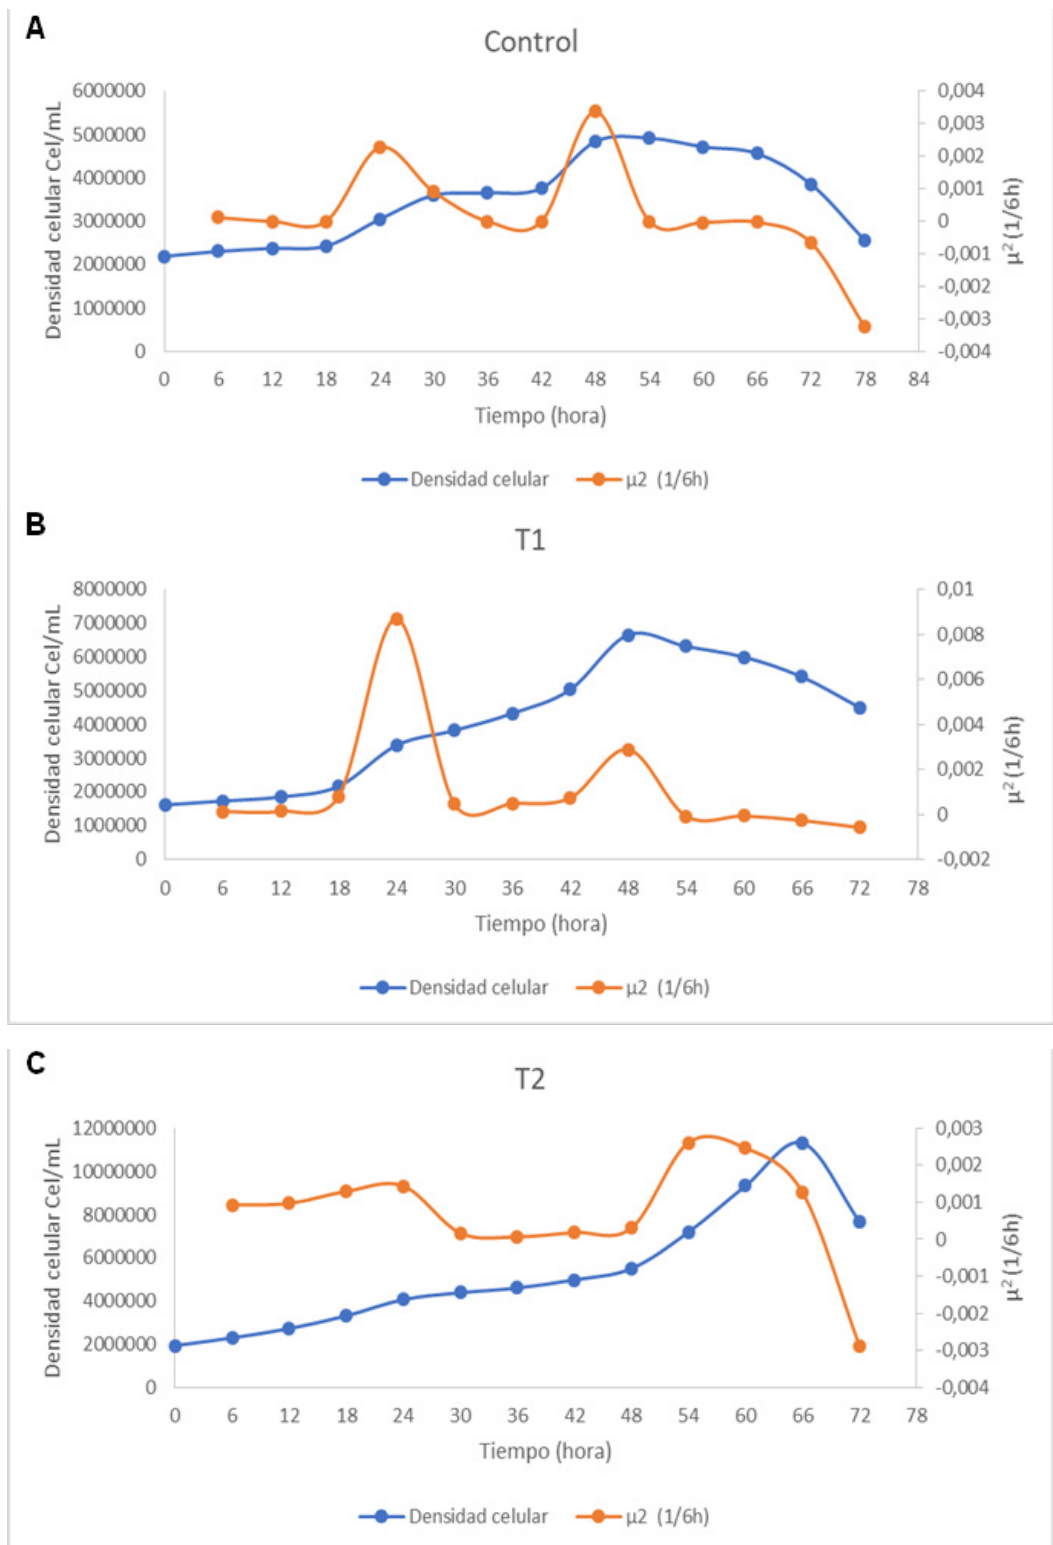 A
Control
Densidad celular Cel/mL
6000000
5000000
4000000
3000000
2000000
1000000
0
0,004
0,003
0,002
0,001
0
-0,001
-0,002
-0,003
-0,004
µ² (1/6h)
0 6 12 18 24 30 36 42 48 54 60 66 72 78 84
Tiempo (hora)
Densidad celular µ2 (1/6h)
B
T1
Densidad celular Cel/mL
8000000
7000000
6000000
5000000
4000000
3000000
2000000
1000000
0
0,01
0,008
0,006
0,004
0,002
0
-0,002
µ² (1/6h)
0 6 12 18 24 30 36 42 48 54 60 66 72 78
Tiempo (hora)
Densidad celular µ2 (1/6h)
C
T2
Densidad celular Cel/mL
12000000
10000000
8000000
6000000
4000000
2000000
0
0,003
0,002
0,001
0
-0,001
-0,002
-0,003
-0,004
µ² (1/6h)
0 6 12 18 24 30 36 42 48 54 60 66 72 78
Tiempo (hora)
Densidad celular µ2 (1/6h)